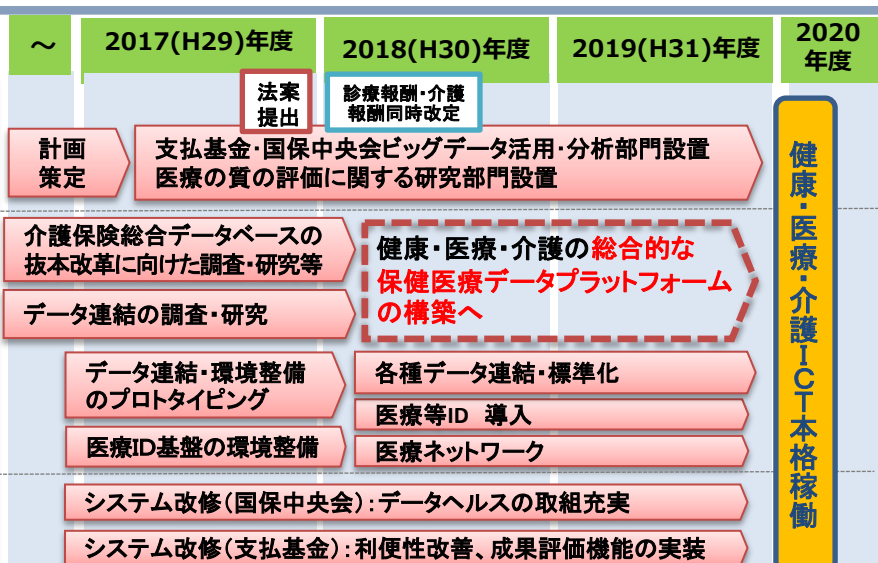 ～
2017(H29)年度
2018(H30)年度
2019(H31)年度
2020
年度
法案
提出
診療報酬・介護
報酬同時改定
計画
策定
支払基金・国保中央会ビッグデータ活用・分析部門設置
医療の質の評価に関する研究部門設置
介護保険総合データベースの
抜本改革に向けた調査・研究等
データ連結の調査・研究
健康・医療・介護の総合的な
保健医療データプラットフォーム
の構築へ
データ連結・環境整備
のプロトタイピング
医療ID基盤の環境整備
各種データ連結・標準化
医療等ID 導入
医療ネットワーク
システム改修（国保中央会）：データヘルスの取組充実
システム改修（支払基金）：利便性改善、成果評価機能の実装
健康・医療・介護ICT本格稼働